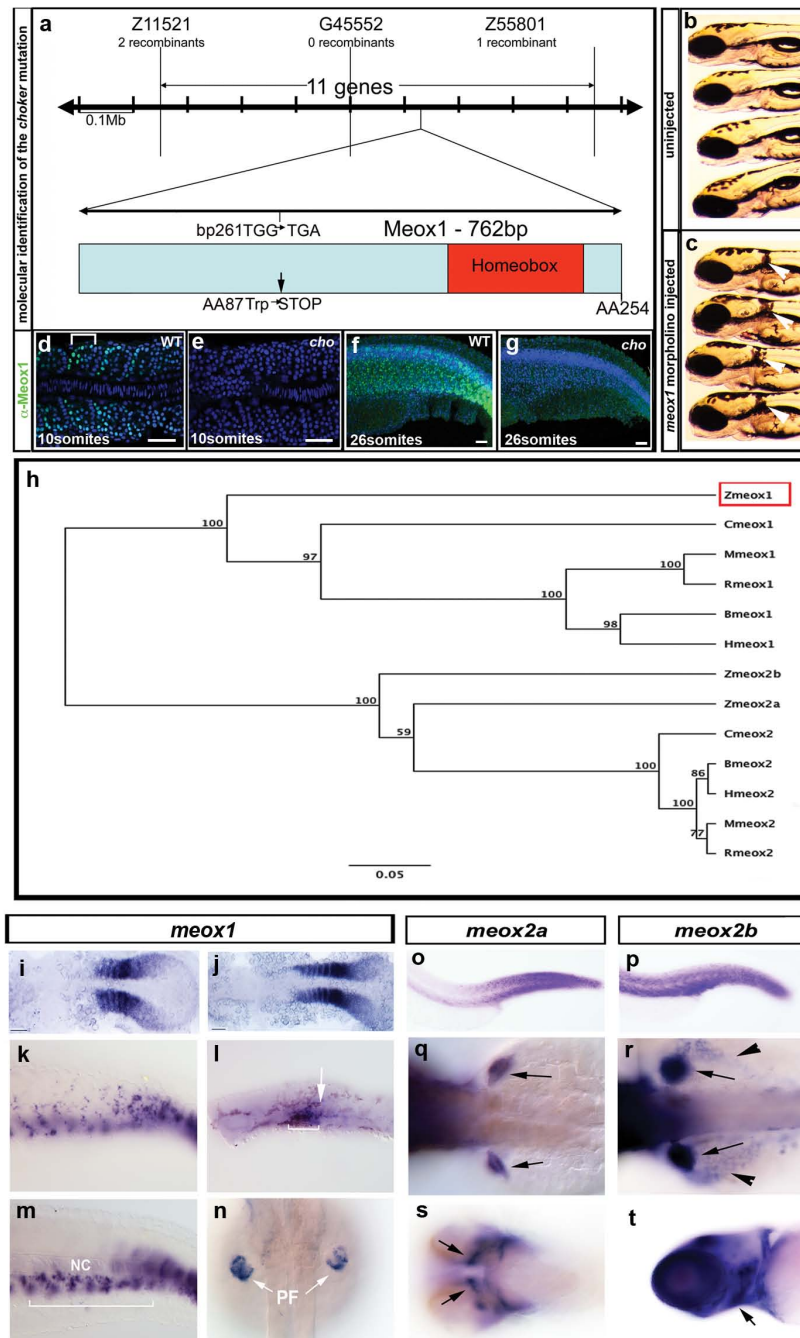 a
Z11521
2 recombinants
G45552
0 recombinants
Z55801
1 recombinant
11 genes
0.1Mb
bp261TGG→TGA
Meox1 - 762bp
Homeobox
AA87Trp→STOP
AA254
molecular identification of the choker mutation
b
uninjected
c
meox1 morpholino injected
α-Meox1
d
WT
10somites
e
cho
10somites
f
WT
26somites
g
cho
26somites
h
Zmeox1
100
Cmeox1
97
Mmeox1
100
Rmeox1
100
Bmeox1
98
Hmeox1
Zmeox2b
100
Zmeox2a
59
Cmeox2
100
Bmeox2
86
Hmeox2
100
Mmeox2
77
Rmeox2
0.05
meox1
meox2a
meox2b
i
j
o
p
k
l
q
r
m
NC
n
PF
s
t